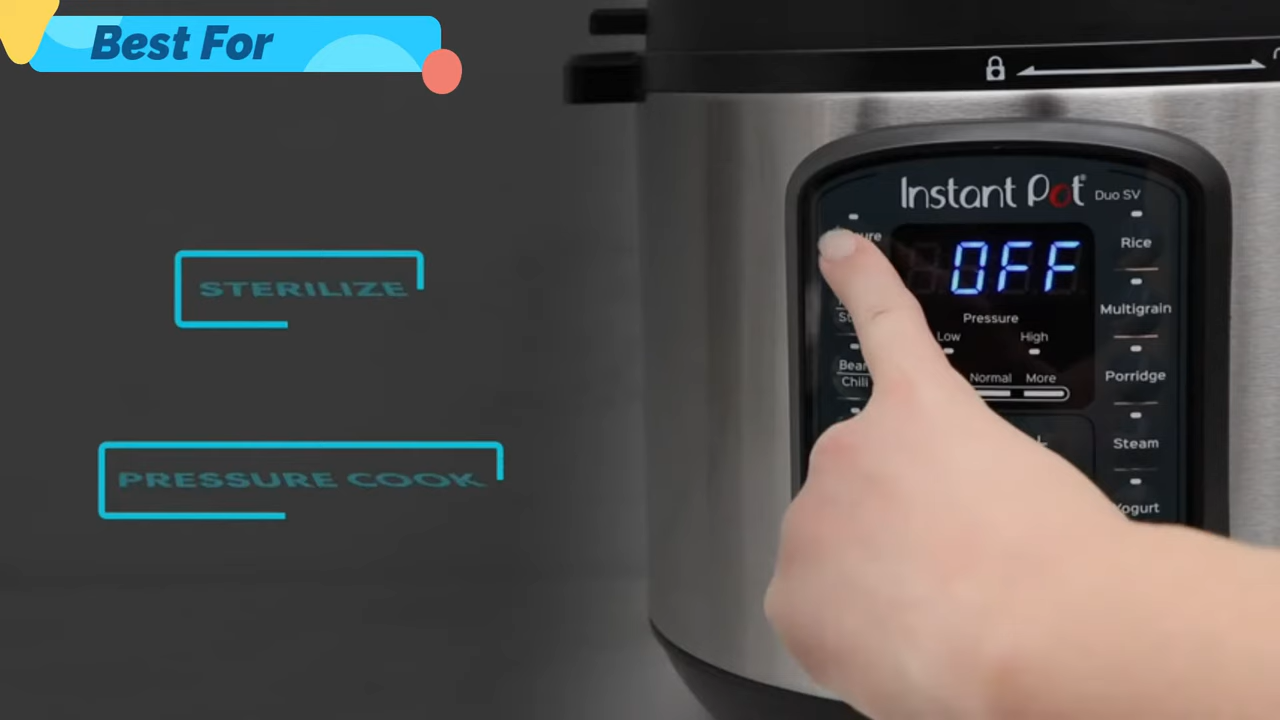 Best For
STERILIZE
PRESSURE COOK
Instant Pot® Duo SV
OFF
Pressure
Low High
Normal More
Chili
Rice
Multigrain
Porridge
Steam
Yogurt